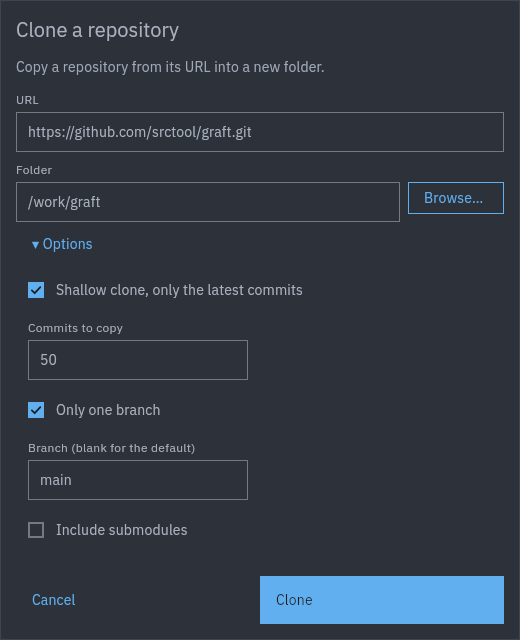 Clone a repository
Copy a repository from its URL into a new folder.
URL
https://github.com/srctool/graft.git
Folder
/work/graft
Browse...
▾ Options
Shallow clone, only the latest commits
Commits to copy
50
Only one branch
Branch (blank for the default)
main
Include submodules
Cancel
Clone